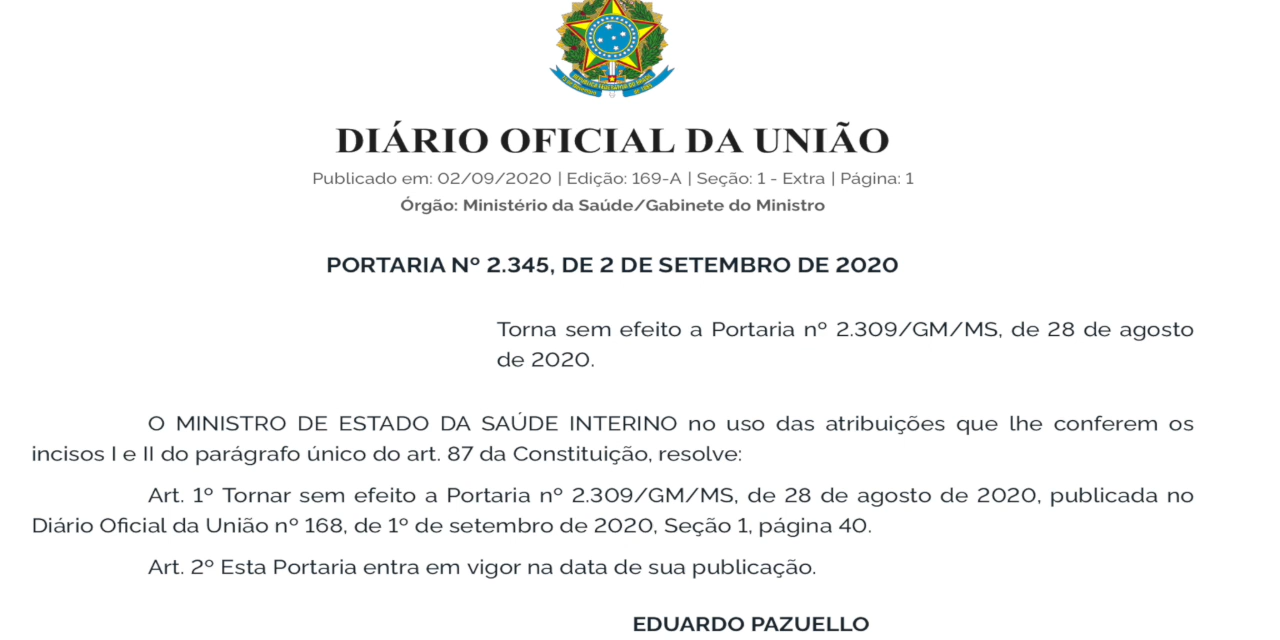 DIÁRIO OFICIAL DA UNIÃO
Publicado em: 02/09/2020 | Edição: 169-A | Seção: 1 - Extra | Página: 1
Órgão: Ministério da Saúde/Gabinete do Ministro
PORTARIA Nº 2.345, DE 2 DE SETEMBRO DE 2020
Torna sem efeito a Portaria nº 2.309/GM/MS, de 28 de agosto
de 2020.
O MINISTRO DE ESTADO DA SAÚDE INTERINO no uso das atribuições que lhe conferem os
incisos I e II do parágrafo único do art. 87 da Constituição, resolve:
Art. 1º Tornar sem efeito a Portaria nº 2.309/GM/MS, de 28 de agosto de 2020, publicada no
Diário Oficial da União nº 168, de 1º de setembro de 2020, Seção 1, página 40.
Art. 2º Esta Portaria entra em vigor na data de sua publicação.
EDUARDO PAZUELLO